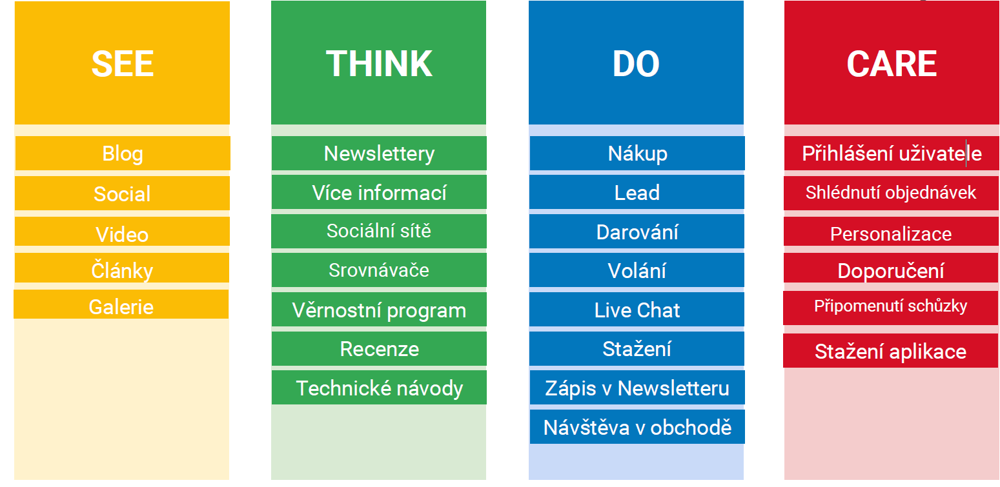 SEE
Blog
Social
Video
Články
Galerie
THINK
Newslettery
Více informací
Sociální sítě
Srovnávače
Věrnostní program
Recenze
Technické návody
DO
Nákup
Lead
Darování
Volání
Live Chat
Stažení
Zápis v Newsletteru
Návštěva v obchodě
CARE
Přihlášení uživatele
Shlédnutí objednávek
Personalizace
Doporučení
Připomenutí schůzky
Stažení aplikace